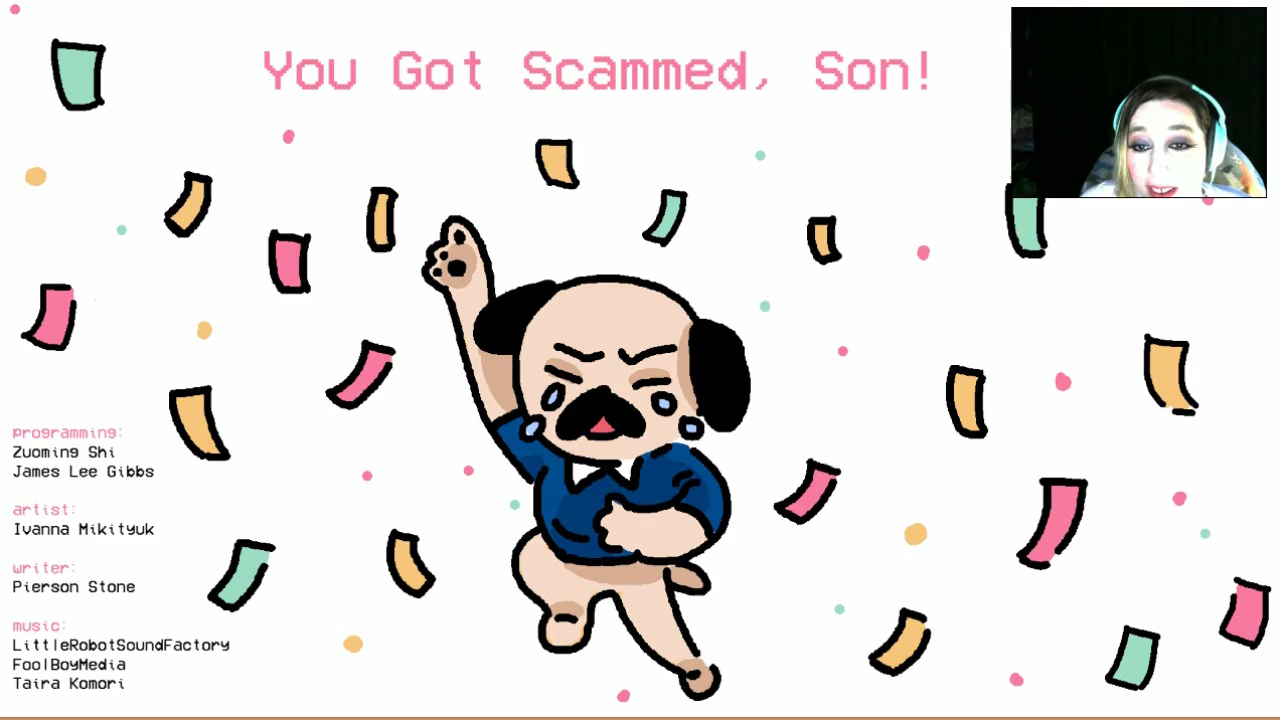 You Got Scammed, Son!
programming:
Zuoming Shi
James Lee Gibbs
artist:
Ivanna Mikityuk
writer:
Pierson Stone
music:
LittleRobotSoundFactory
FoolBoyMedia
Taira Komori